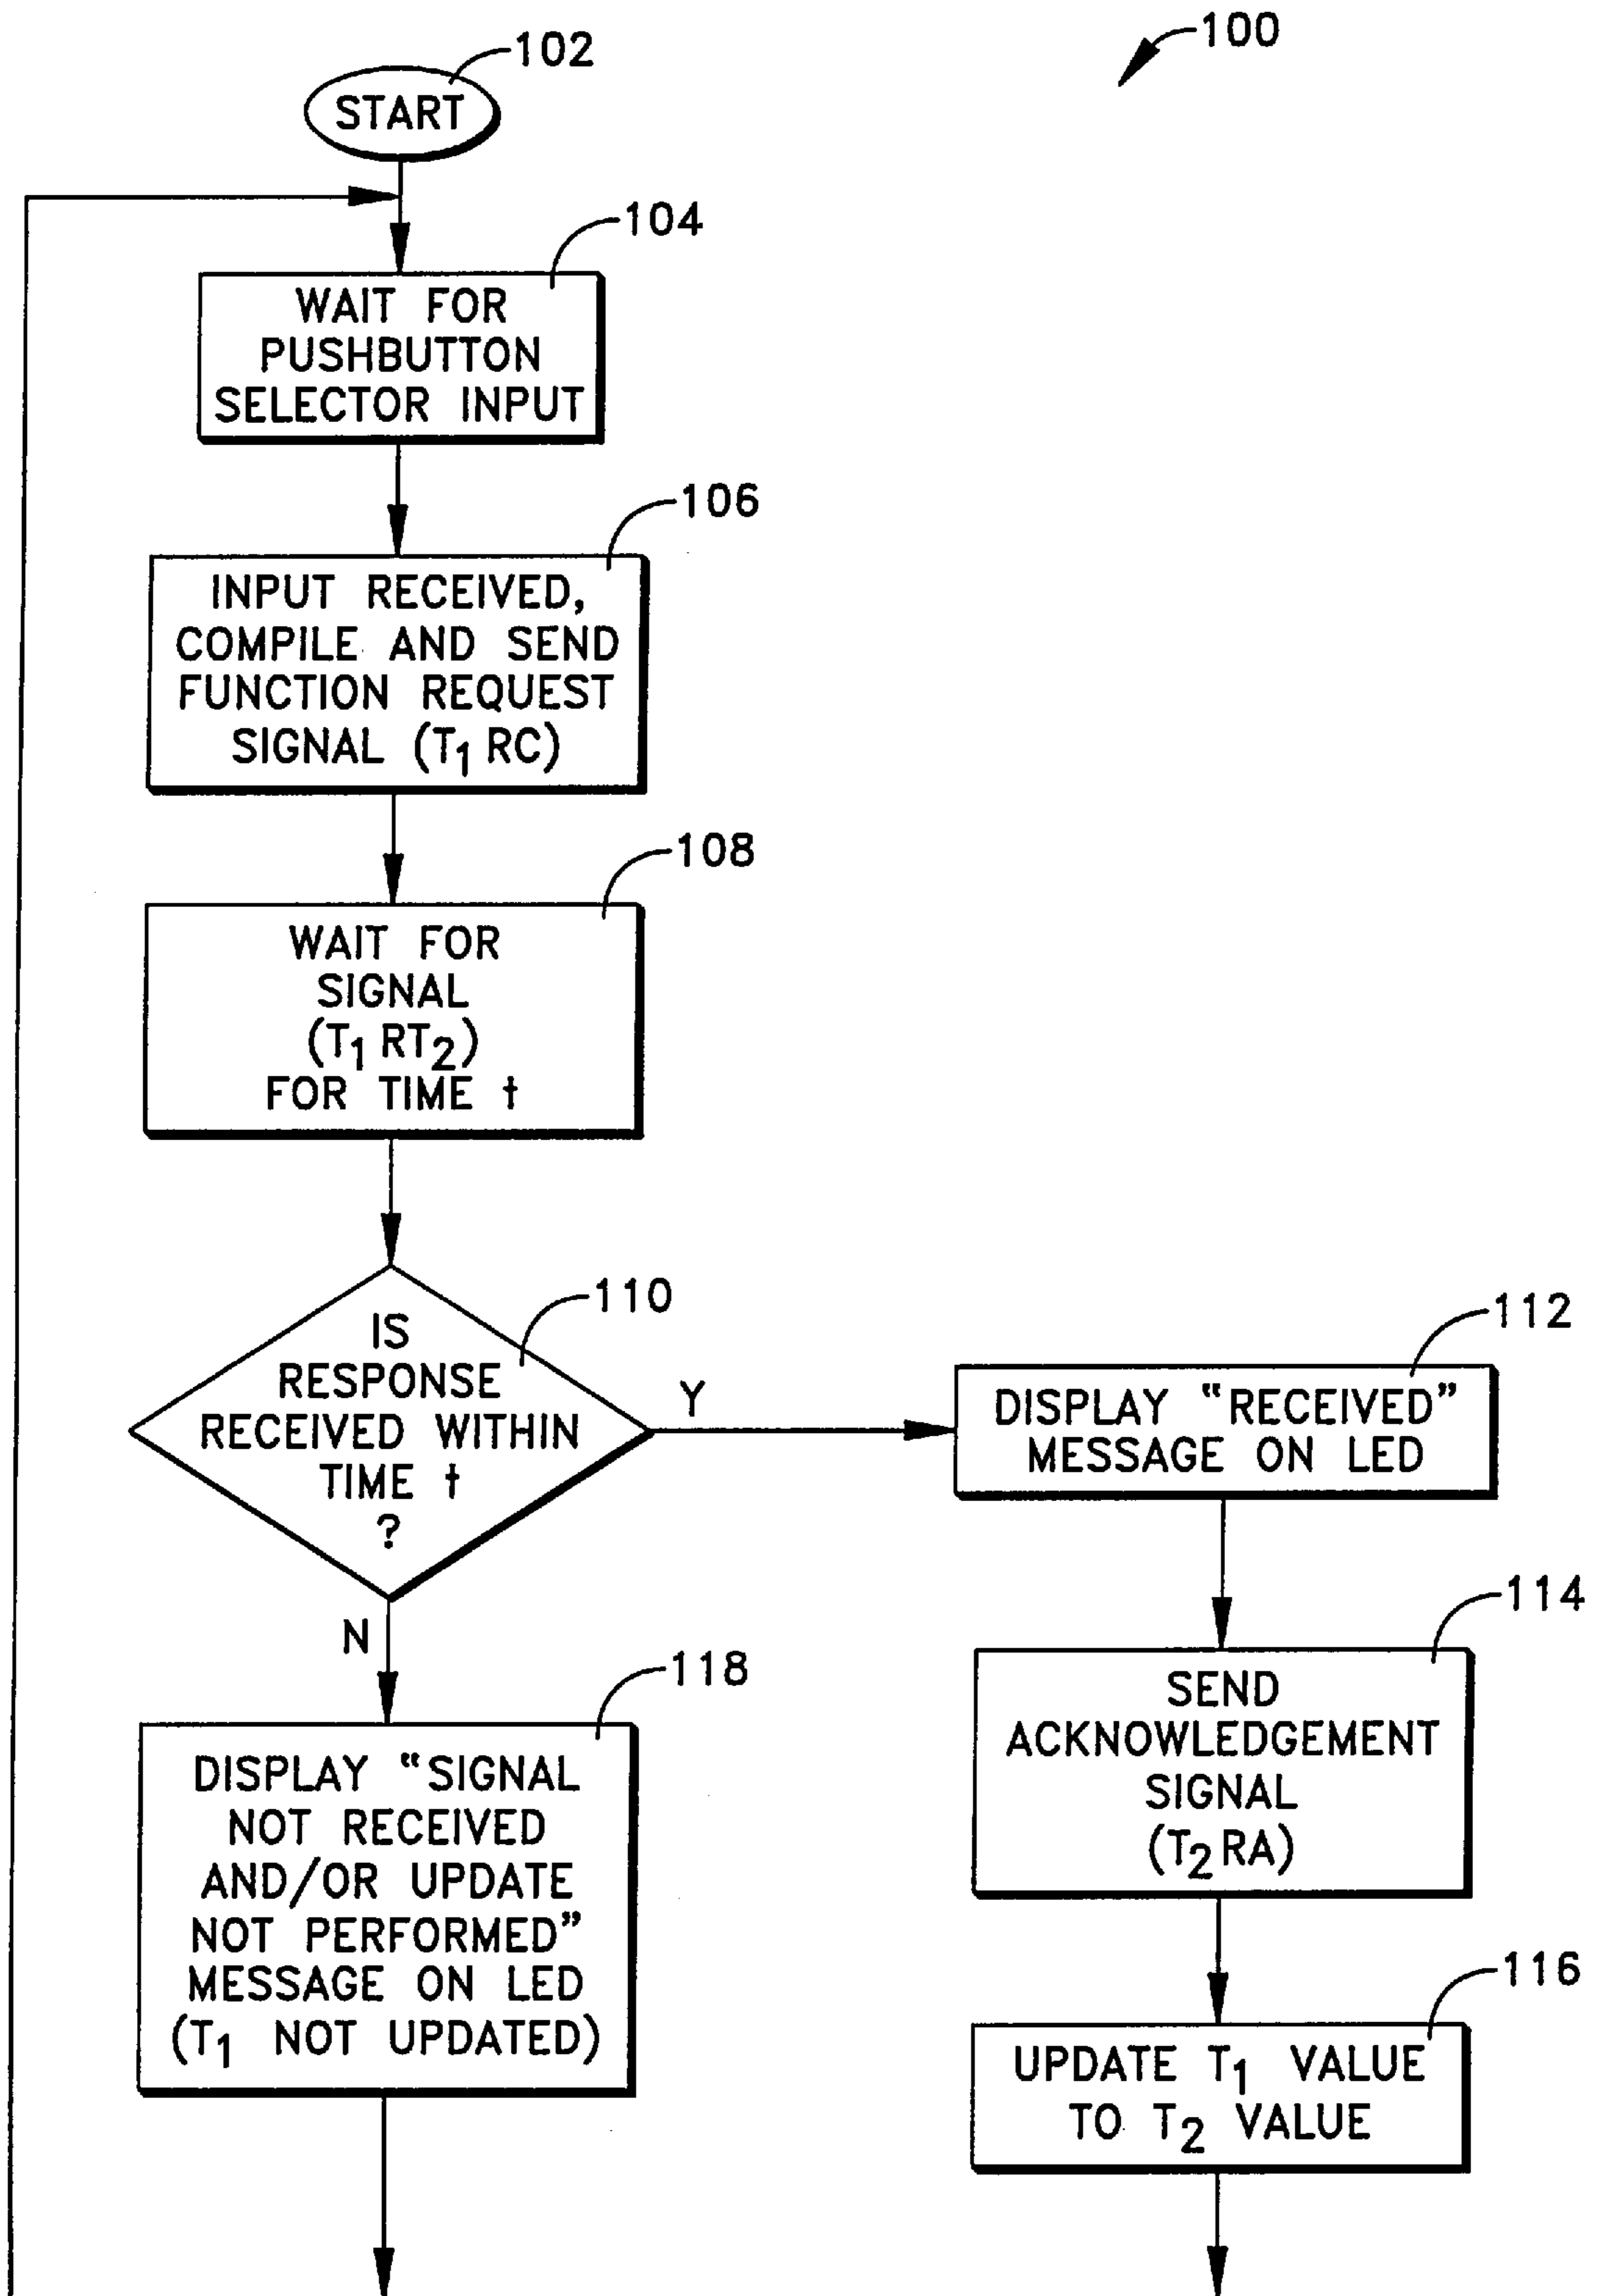 100
102
START
104
WAIT FOR
PUSHBUTTON
SELECTOR INPUT
106
INPUT RECEIVED,
COMPILE AND SEND
FUNCTION REQUEST
SIGNAL (T1 RC)
108
WAIT FOR
SIGNAL
(T1 RT2)
FOR TIME t
110
IS
RESPONSE
RECEIVED WITHIN
TIME t
?
Y
N
112
DISPLAY “RECEIVED”
MESSAGE ON LED
114
SEND
ACKNOWLEDGEMENT
SIGNAL
(T2 RA)
116
UPDATE T1 VALUE
TO T2 VALUE
118
DISPLAY “SIGNAL
NOT RECEIVED
AND/OR UPDATE
NOT PERFORMED”
MESSAGE ON LED
(T1 NOT UPDATED)